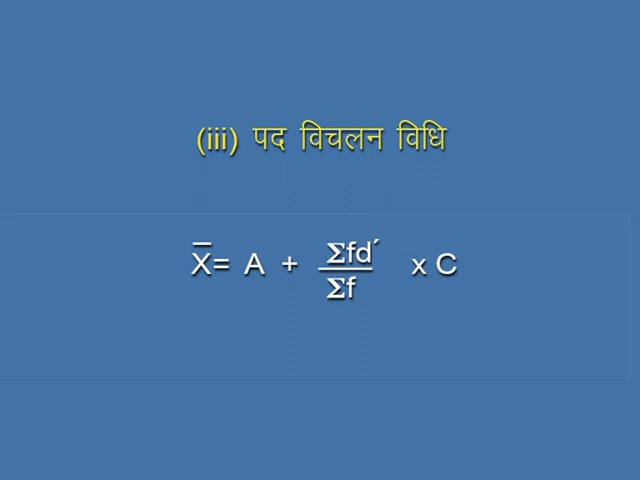 (iii) पद विचलन विधि
X̅= A + Σfd´/Σf x C